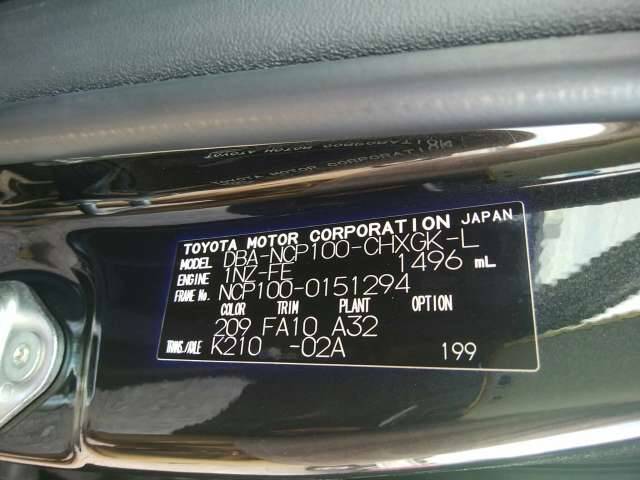 TOYOTA MOTOR CORPORATION JAPAN
MODEL DBA-NCP100-CHXGK-L
ENGINE 1NZ-FE 1496 mL
FRAME No. NCP100-0151294
COLOR TRIM PLANT OPTION
209 FA10 A32
TRANS./AXLE K210 -02A 199